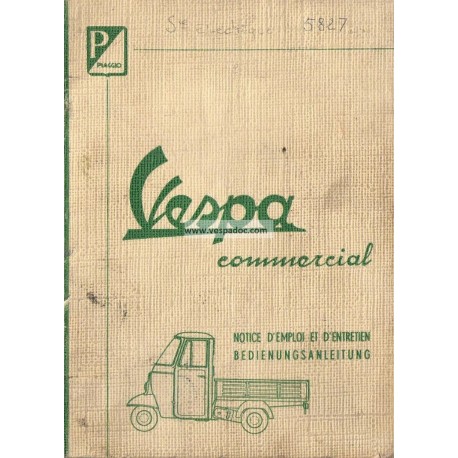 5827
P
PIAGGIO
Vespa
www.vespadoc.com
commercial
NOTICE D'EMPLOI ET D'ENTRETIEN
BEDIENUNGSANLEITUNG